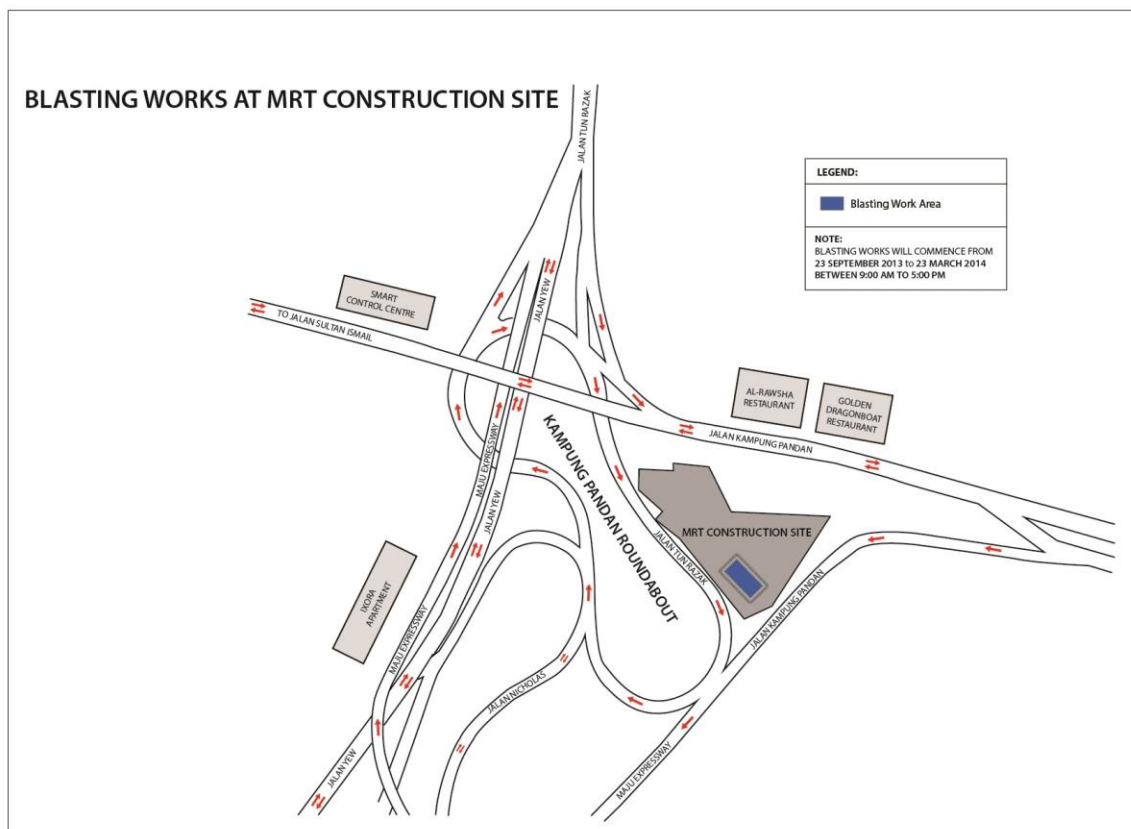 BLASTING WORKS AT MRT CONSTRUCTION SITE
JALAN TUN RAZAK
LEGEND:
Blasting Work Area
NOTE:
BLASTING WORKS WILL COMMENCE FROM
23 SEPTEMBER 2013 to 23 MARCH 2014
BETWEEN 9:00 AM TO 5:00 PM
SMART
CONTROL CENTRE
JALAN YEW
TO JALAN SULTAN ISMAIL
AL-RAWSHA
RESTAURANT
GOLDEN
DRAGONBOAT
RESTAURANT
JALAN KAMPUNG PANDAN
MAJU EXPRESSWAY
KAMPUNG PANDAN ROUNDABOUT
JALAN YEW
MRT CONSTRUCTION SITE
JALAN TUN RAZAK
IXORA
APARTMENT
MAJU EXPRESSWAY
JALAN KAMPUNG PANDAN
JALAN NICHOLAS
JALAN YEW
MAJU EXPRESSWAY